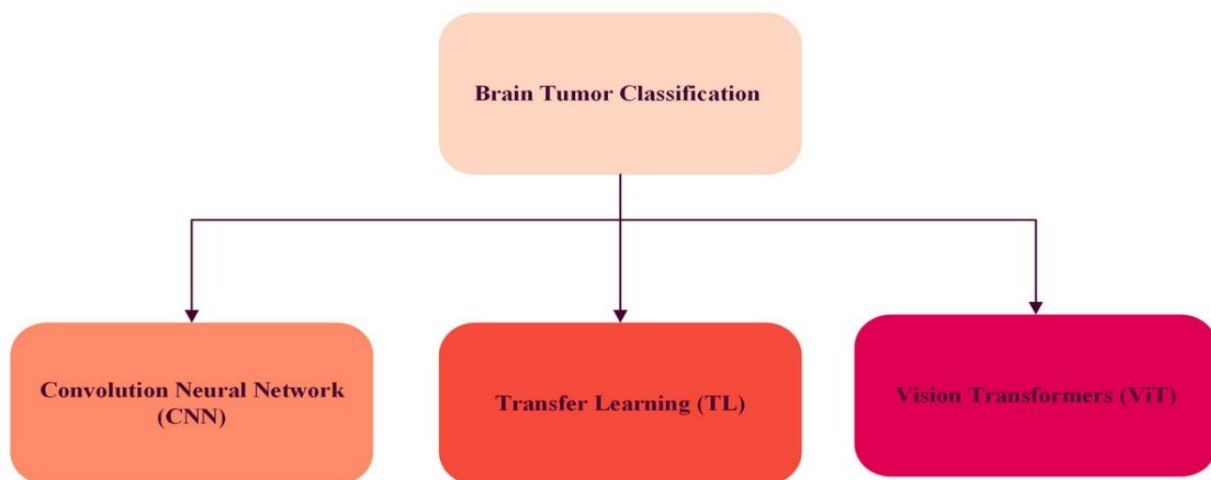 Brain Tumor Classification
Convolution Neural Network
(CNN)
Transfer Learning (TL)
Vision Transformers (ViT)